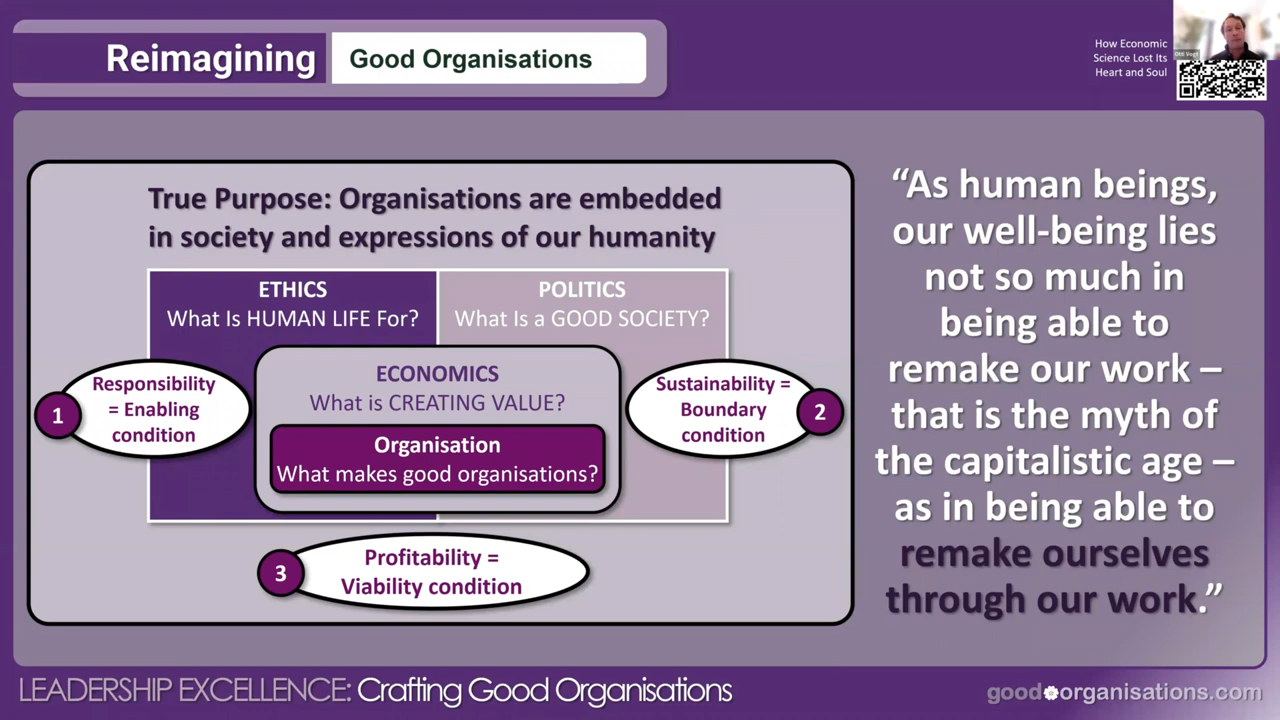 Reimagining
Good Organisations
How Economic
Science Lost Its
Heart and Soul
Otti Vogt
True Purpose: Organisations are embedded
in society and expressions of our humanity
ETHICS
What Is HUMAN LIFE For?
POLITICS
What Is a GOOD SOCIETY?
ECONOMICS
What is CREATING VALUE?
Organisation
What makes good organisations?
1
Responsibility
= Enabling
condition
Sustainability =
Boundary
condition
2
3
Profitability =
Viability condition
“As human beings,
our well-being lies
not so much in
being able to
remake our work –
that is the myth of
the capitalistic age –
as in being able to
remake ourselves
through our work.”
LEADERSHIP EXCELLENCE: Crafting Good Organisations
good organisations.com